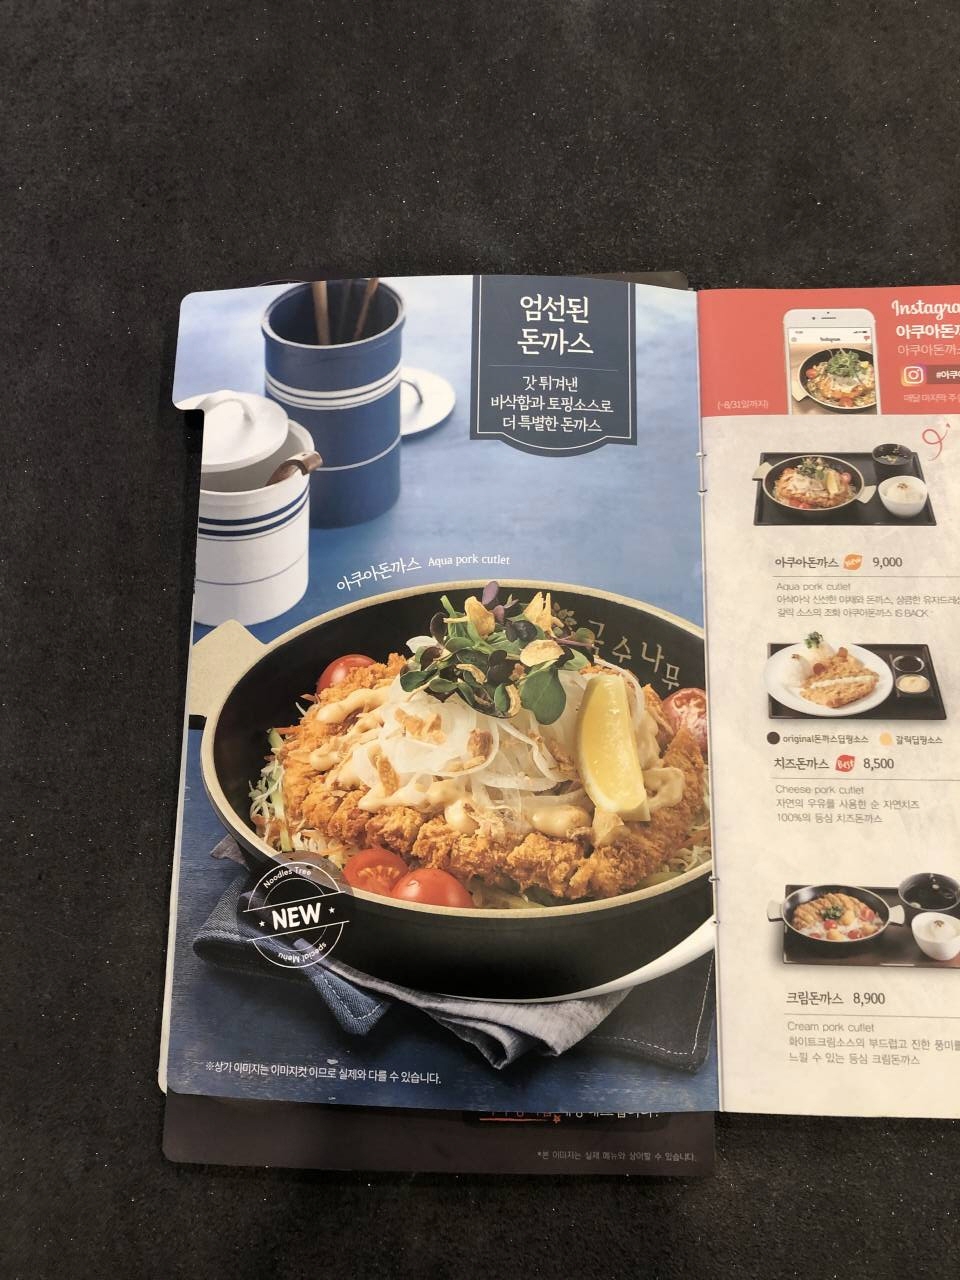 엄선된
돈까스
갓 튀겨낸
바삭함과 토핑소스로
더 특별한 돈까스
아쿠아돈까스 Aqua pork cutlet
국수나무
Noodles Tree
NEW
special Menu
※상기 이미지는 이미지컷 이므로 실제와 다를 수 있습니다.
*본 이미지는 실제 메뉴와 상이할 수 있습니다.
아쿠아돈
아쿠아돈까스
(~8/31일까지)
매달 마지막 주
Instagram
아쿠아돈까스 New 9,000
Aqua pork cutlet
아삭아삭 신선한 야채와 돈까스, 상큼한 유자드레싱
갈릭 소스의 조화 아쿠아돈까스 IS BACK
original돈까스딥핑소스 갈릭딥핑소스
치즈돈까스 Best 8,500
Cheese pork cutlet
자연의 우유를 사용한 순 자연치즈
100%의 등심 치즈돈까스
크림돈까스 8,900
Cream pork cutlet
화이트크림소스의 부드럽고 진한 풍미를
느낄 수 있는 등심 크림돈까스